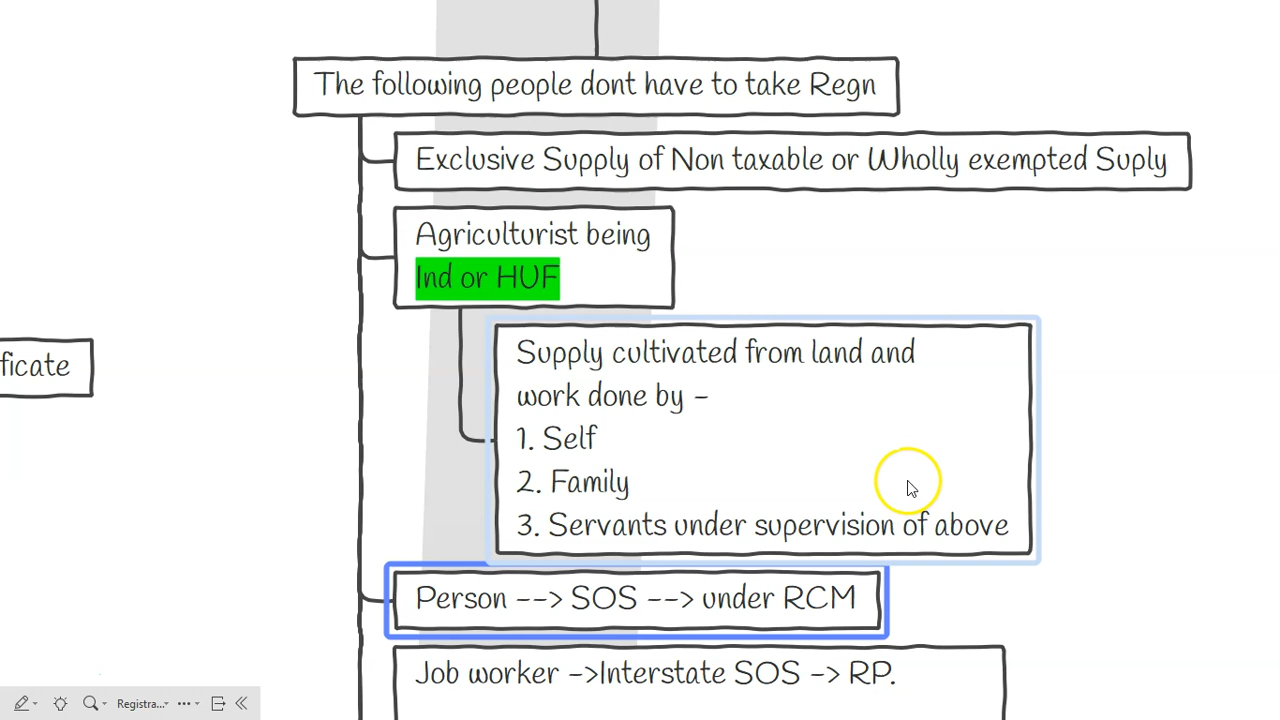 The following people dont have to take Regn
Exclusive Supply of Non taxable or Wholly exempted Suply
Agriculturist being
Ind or HUF
ficate
Supply cultivated from land and
work done by -
1. Self
2. Family
3. Servants under supervision of above
Person --> SOS --> under RCM
Job worker ->Interstate SOS -> RP.
Registra...